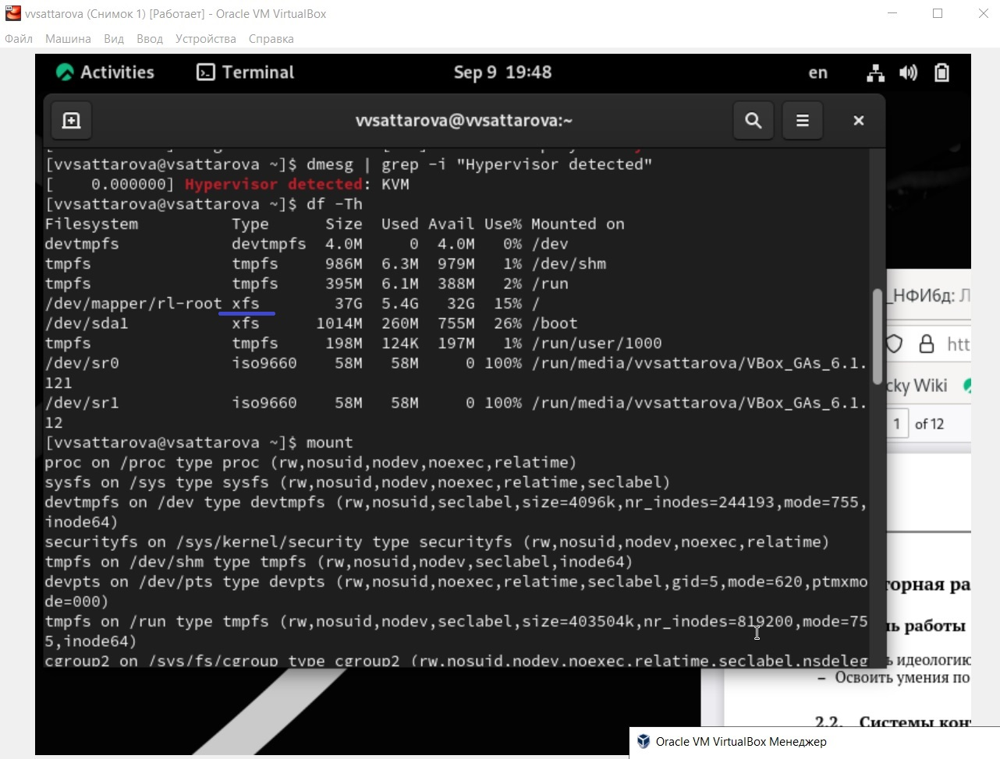 vvsattarova (Снимок 1) [Работает] - Oracle VM VirtualBox
Файл Машина Вид Ввод Устройства Справка
Activities Terminal Sep 9 19:48 en
vvsattarova@vvsattarova:~
[vvsattarova@vsattarova ~]$ dmesg | grep -i "Hypervisor detected"
[    0.000000] Hypervisor detected: KVM
[vvsattarova@vsattarova ~]$ df -Th
Filesystem          Type      Size  Used Avail Use% Mounted on
devtmpfs            devtmpfs  4.0M     0  4.0M   0% /dev
tmpfs               tmpfs     986M  6.3M  979M   1% /dev/shm
tmpfs               tmpfs     395M  6.1M  388M   2% /run
/dev/mapper/rl-root xfs        37G  5.4G   32G  15% /
/dev/sda1           xfs      1014M  260M  755M  26% /boot
tmpfs               tmpfs     198M  124K  197M   1% /run/user/1000
/dev/sr0            iso9660    58M   58M     0 100% /run/media/vvsattarova/VBox_GAs_6.1.
121
/dev/sr1            iso9660    58M   58M     0 100% /run/media/vvsattarova/VBox_GAs_6.1.
12
[vvsattarova@vsattarova ~]$ mount
proc on /proc type proc (rw,nosuid,nodev,noexec,relatime)
sysfs on /sys type sysfs (rw,nosuid,nodev,noexec,relatime,seclabel)
devtmpfs on /dev type devtmpfs (rw,nosuid,seclabel,size=4096k,nr_inodes=244193,mode=755,
inode64)
securityfs on /sys/kernel/security type securityfs (rw,nosuid,nodev,noexec,relatime)
tmpfs on /dev/shm type tmpfs (rw,nosuid,nodev,seclabel,inode64)
devpts on /dev/pts type devpts (rw,nosuid,noexec,relatime,seclabel,gid=5,mode=620,ptmxmo
de=000)
tmpfs on /run type tmpfs (rw,nosuid,nodev,seclabel,size=403504k,nr_inodes=819200,mode=75
5,inode64)
cgroup2 on /sys/fs/cgroup type cgroup2 (rw,nosuid,nodev,noexec,relatime,seclabel,nsdeleg
_НФИбд: Л
htt
cky Wiki
1 of 12
торная ра
ль работы
ь идеологию
– Освоить умения по
2.2. Системы кон
Oracle VM VirtualBox Менеджер